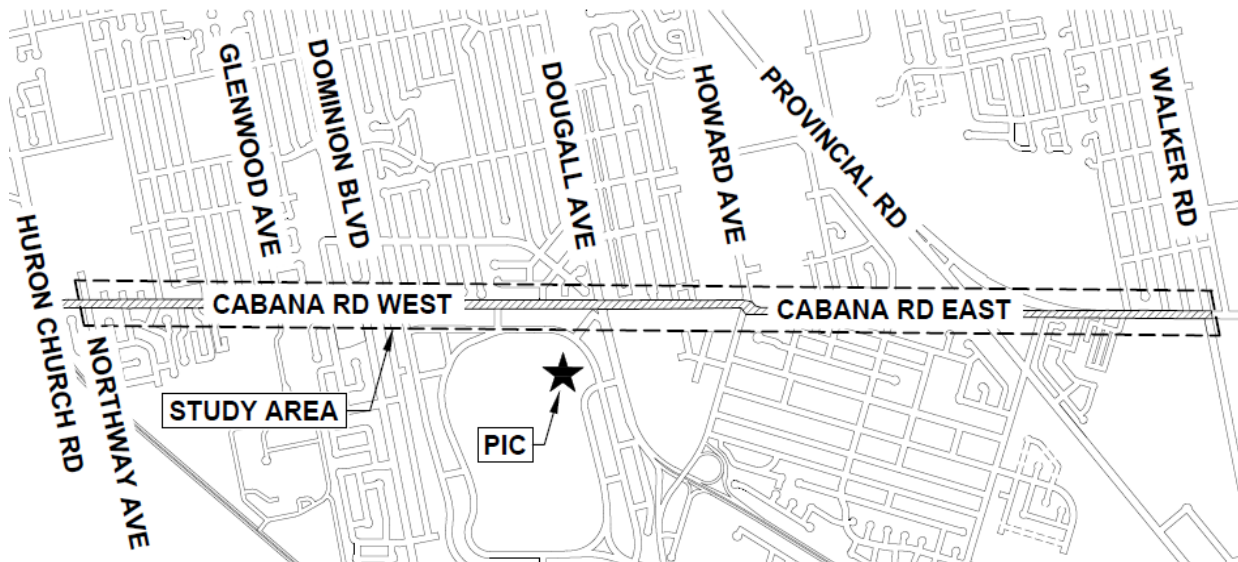 GLENWOOD AVE
DOMINION BLVD
DOUGALL AVE
HOWARD AVE
PROVINCIAL RD
WALKER RD
HURON CHURCH RD
NORTHWAY AVE
CABANA RD WEST
CABANA RD EAST
STUDY AREA
PIC